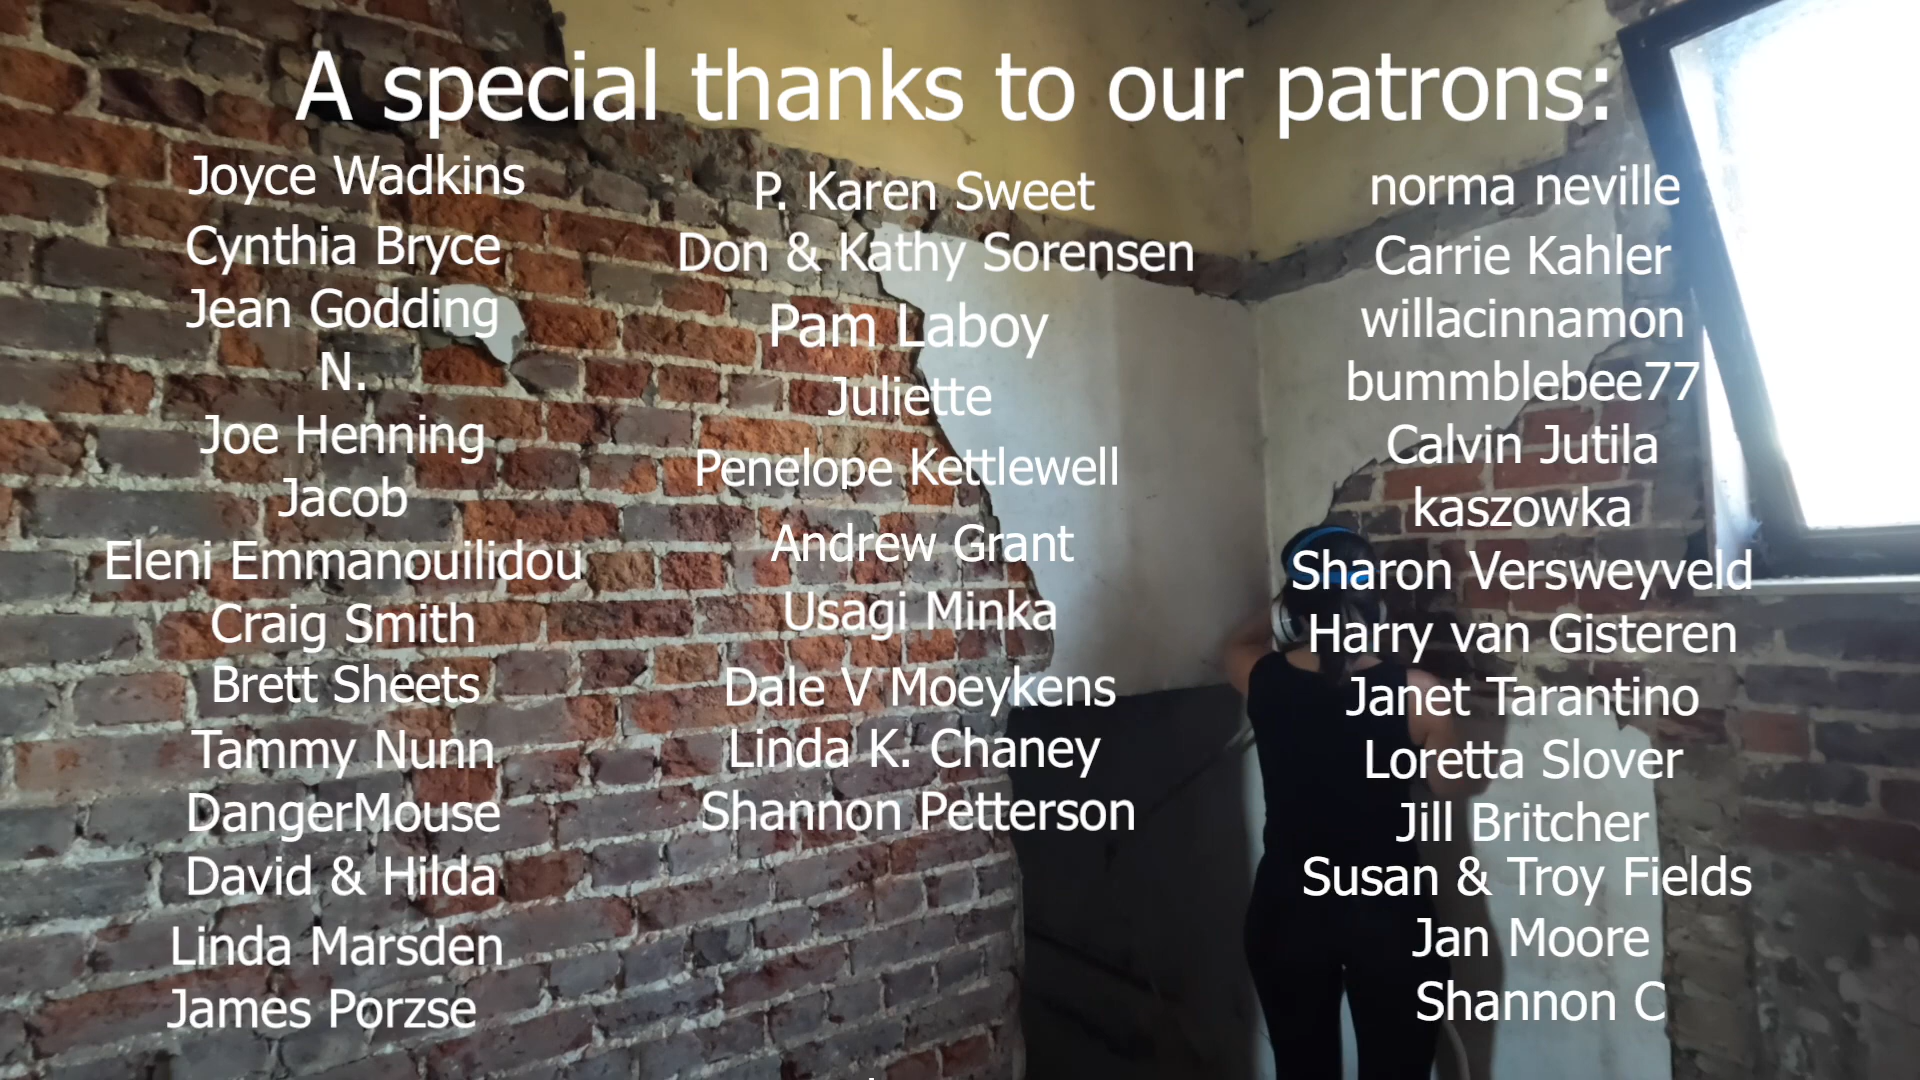 A special thanks to our patrons:
Joyce Wadkins
Cynthia Bryce
Jean Godding
N.
Joe Henning
Jacob
Eleni Emmanouilidou
Craig Smith
Brett Sheets
Tammy Nunn
DangerMouse
David & Hilda
Linda Marsden
James Porzse
P. Karen Sweet
Don & Kathy Sorensen
Pam Laboy
Juliette
Penelope Kettlewell
Andrew Grant
Usagi Minka
Dale V Moeykens
Linda K. Chaney
Shannon Petterson
norma neville
Carrie Kahler
willacinnamon
bummblebee77
Calvin Jutila
kaszowka
Sharon Versweyveld
Harry van Gisteren
Janet Tarantino
Loretta Slover
Jill Britcher
Susan & Troy Fields
Jan Moore
Shannon C